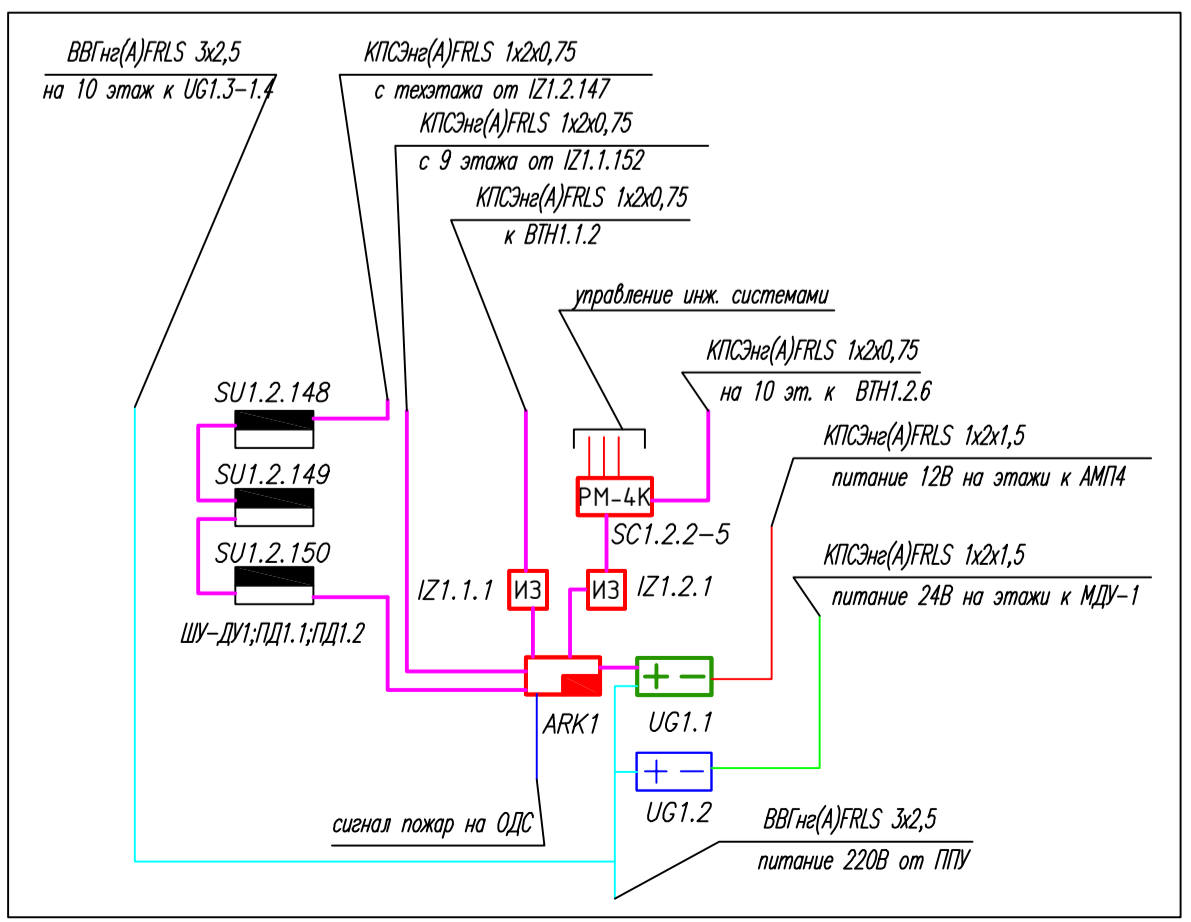 ВВГнг(А)FRLS 3х2,5
на 10 этаж к UG1.3-1.4
КПСЭнг(А)FRLS 1х2х0,75
с техэтажа от IZ1.2.147
КПСЭнг(А)FRLS 1х2х0,75
с 9 этажа от IZ1.1.152
КПСЭнг(А)FRLS 1х2х0,75
к ВТН1.1.2
управление инж. системами
КПСЭнг(А)FRLS 1х2х0,75
на 10 эт. к ВТН1.2.6
SU1.2.148
КПСЭнг(А)FRLS 1х2х1,5
питание 12В на этажи к АМП4
SU1.2.149
РМ-4К
SC1.2.2-5
SU1.2.150
КПСЭнг(А)FRLS 1х2х1,5
питание 24В на этажи к МДУ-1
IZ1.1.1
ИЗ
ИЗ
IZ1.2.1
ШУ-ДУ1;ПД1.1;ПД1.2
+ -
ARK1
UG1.1
+ -
UG1.2
сигнал пожар на ОДС
ВВГнг(А)FRLS 3х2,5
питание 220В от ППУ